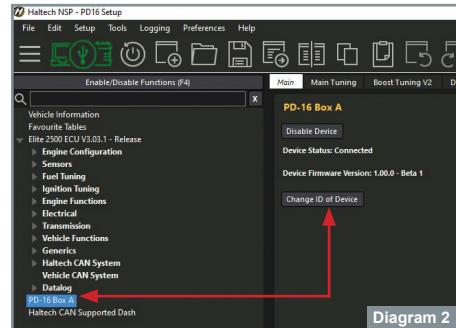 Haltech NSP - PD16 Setup
File Edit Setup Tools Logging Preferences Help
Enable/Disable Functions (F4)
X
Vehicle Information
Favourite Tables
Elite 2500 ECU V3.03.1 - Release
Engine Configuration
Sensors
Fuel Tuning
Ignition Tuning
Engine Functions
Electrical
Transmission
Vehicle Functions
Generics
Haltech CAN System
Vehicle CAN System
Datalog
PD-16 Box A
Haltech CAN Supported Dash
Main Main Tuning Boost Tuning V2 D
PD-16 Box A
Disable Device
Device Status: Connected
Device Firmware Version: 1.00.0 - Beta 1
Change ID of Device
Diagram 2